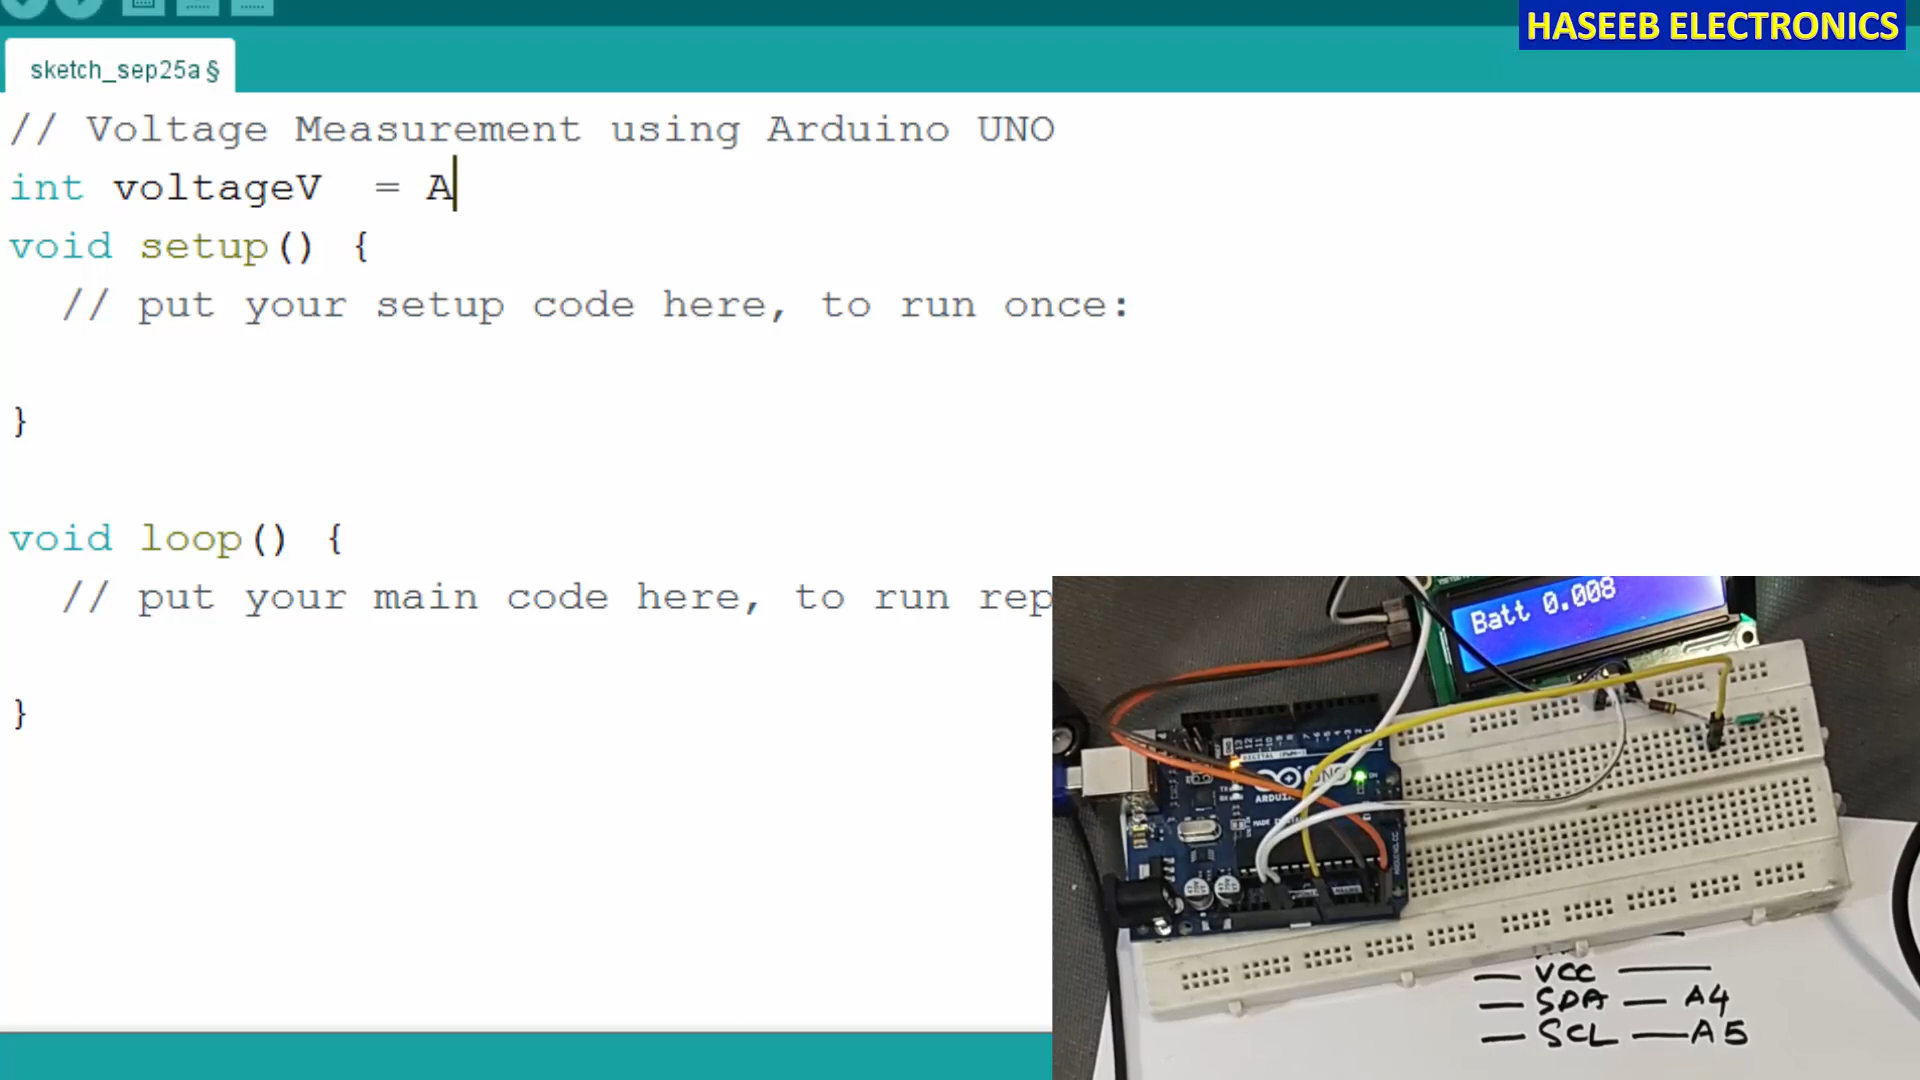 HASEEB ELECTRONICS
sketch_sep25a §
// Voltage Measurement using Arduino UNO
int voltageV  = A
void setup() {
  // put your setup code here, to run once:
}
void loop() {
  // put your main code here, to run rep
}
Batt 0.008
UNO
VCC
SDA — A4
SCL — A5